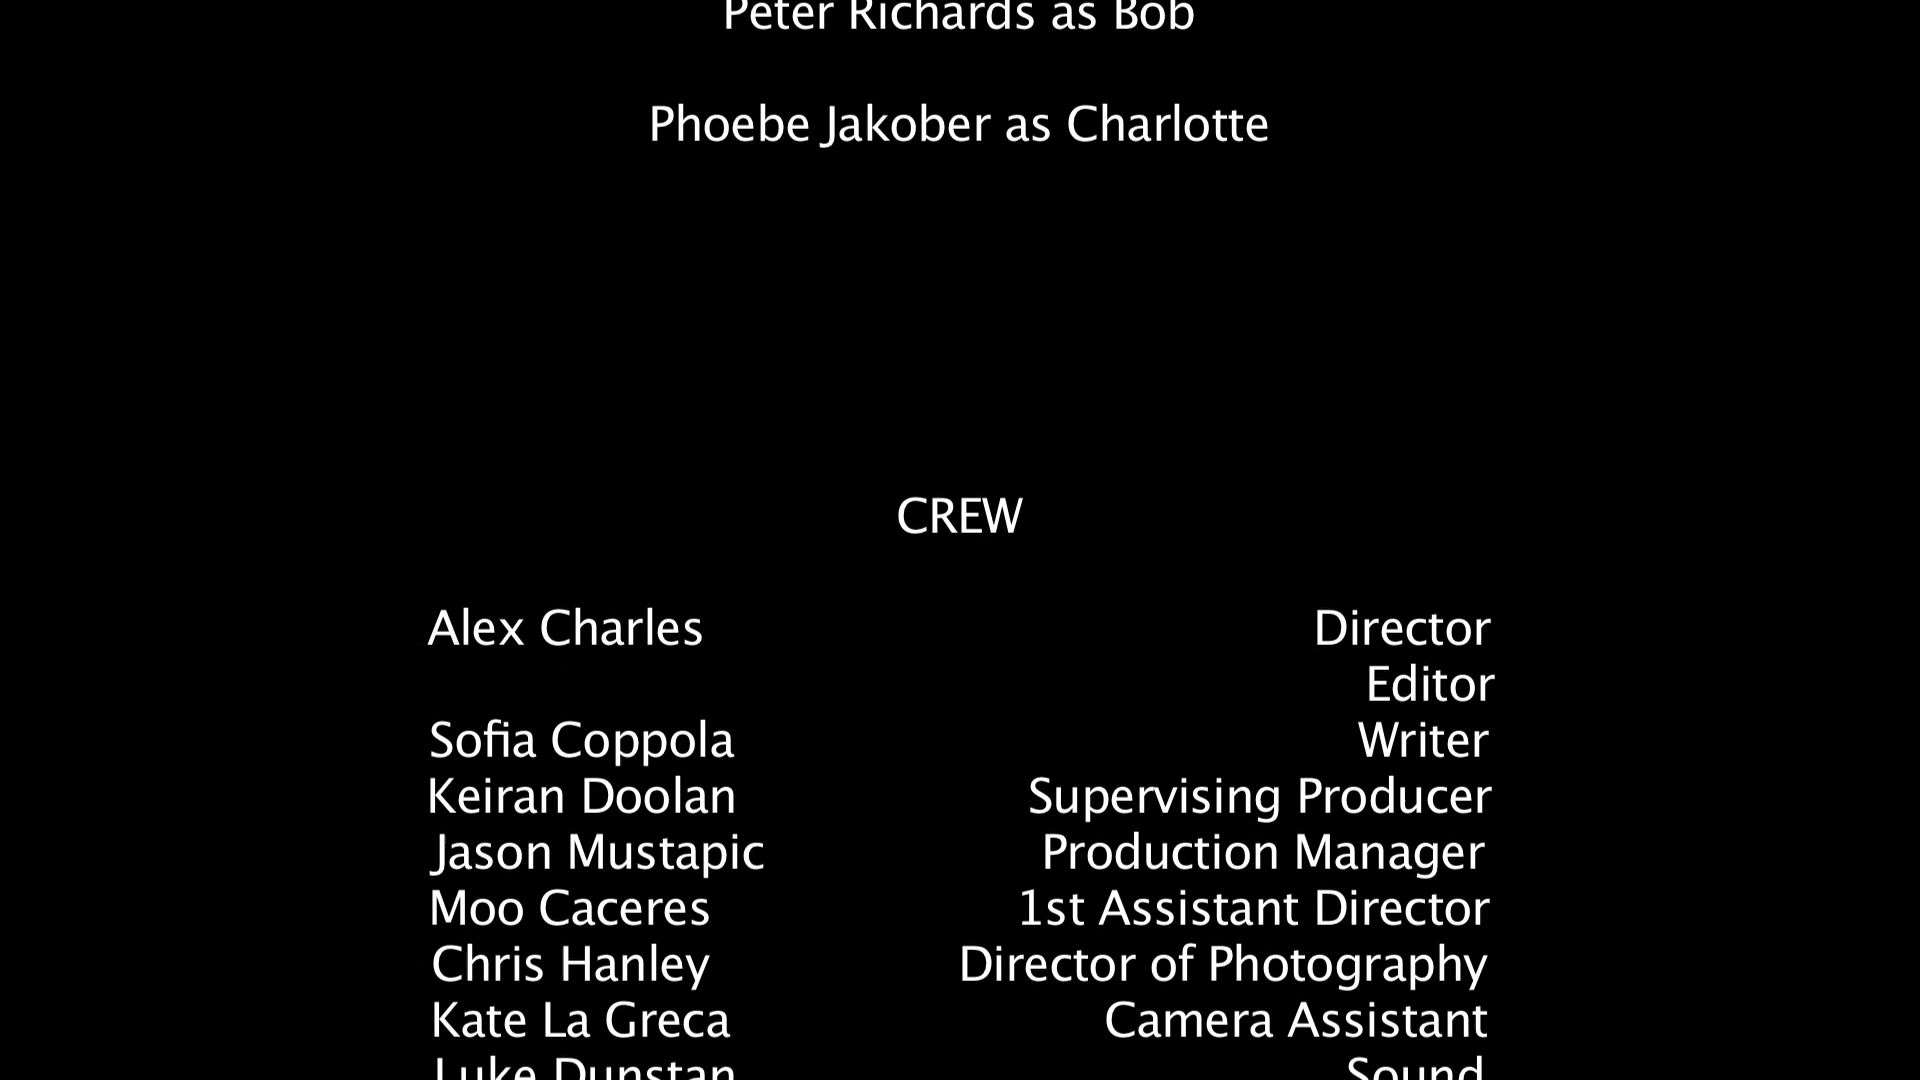 Peter Richards as Bob
Phoebe Jakober as Charlotte
CREW
Alex Charles Director
Editor
Sofia Coppola Writer
Keiran Doolan Supervising Producer
Jason Mustapic Production Manager
Moo Caceres 1st Assistant Director
Chris Hanley Director of Photography
Kate La Greca Camera Assistant
Luke Dunstan Sound